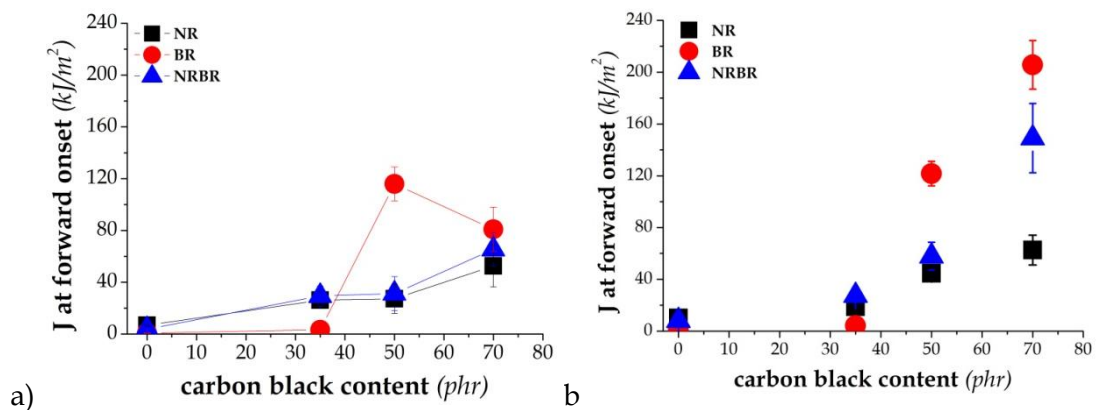 240
200
160
120
80
40
0
J at forward onset (kJ/m²)
NR
BR
NRBR
0 10 20 30 40 50 60 70 80
carbon black content (phr)
a)
240
200
160
120
80
40
0
J at forward onset (kJ/m²)
NR
BR
NRBR
0 10 20 30 40 50 60 70 80
carbon black content (phr)
b